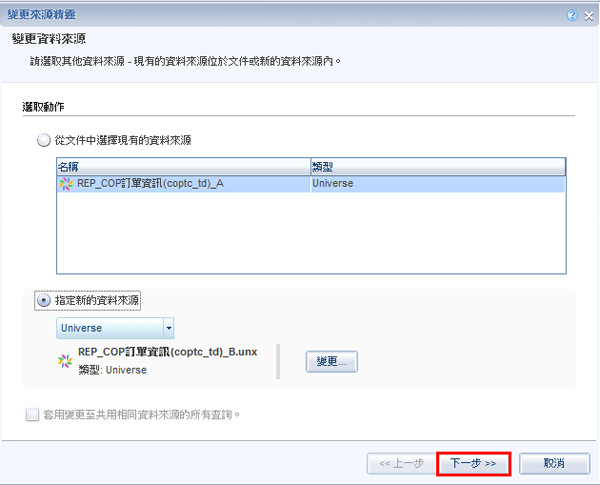 變更來源精靈
變更資料來源
請選取其他資料來源 - 現有的資料來源位於文件或新的資料來源內。
選取動作
從文件中選擇現有的資料來源
名稱 類型
REP_COP訂單資訊(coptc_td)_A Universe
指定新的資料來源
Universe
REP_COP訂單資訊(coptc_td)_B.unx
類型: Universe
變更...
套用變更至共用相同資料來源的所有查詢。
<< 上一步 下一步 >> 取消